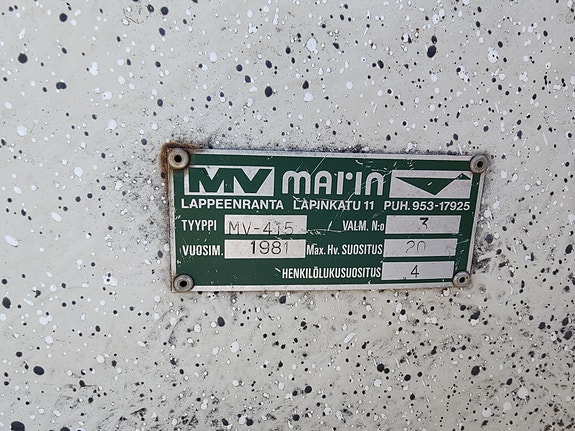 MV marin
LAPPEENRANTA LAPINKATU 11 PUH. 953-17925
TYYPPI MV-415 VALM. N:o 3
VUOSIM. 1981 Max. Hv. SUOSITUS 20
HENKILÖLUKUSUOSITUS 4